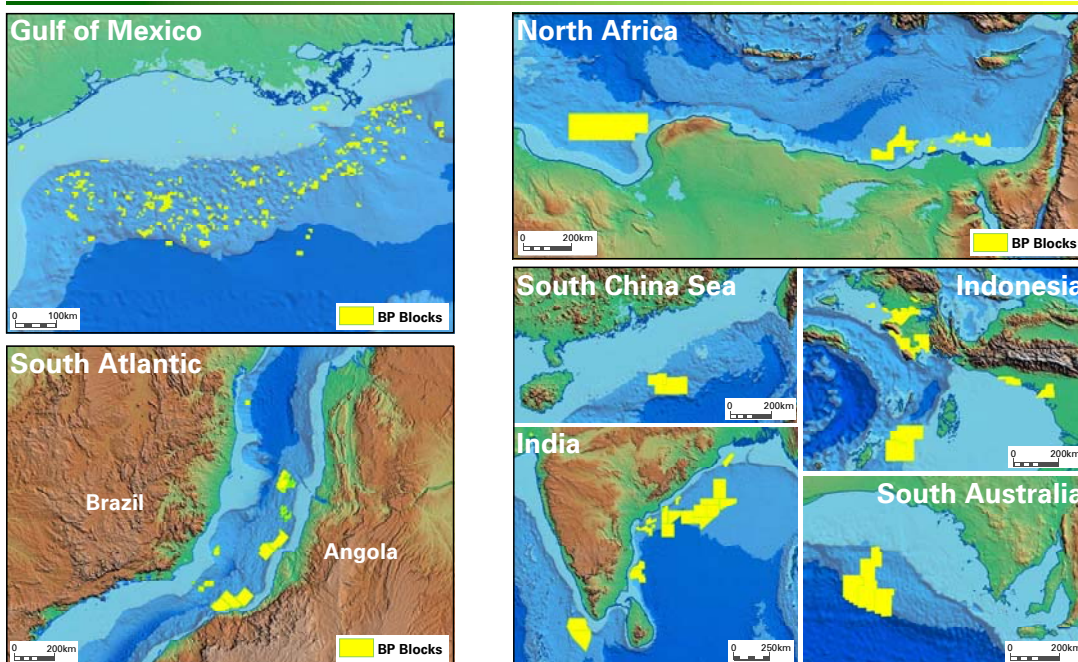 Gulf of Mexico
0 100km
BP Blocks
South Atlantic
Brazil
Angola
0 200km
BP Blocks
North Africa
0 200km
BP Blocks
South China Sea
0 200km
Indonesia
0 200km
India
0 250km
South Australia
0 200km